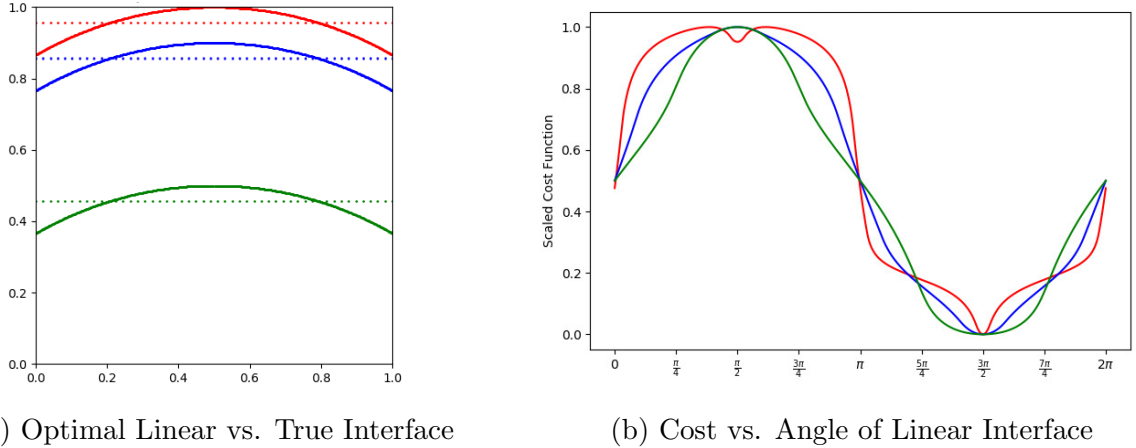 1.0
0.8
0.6
0.4
0.2
0.0
0.0 0.2 0.4 0.6 0.8 1.0
) Optimal Linear vs. True Interface
Scaled Cost Function
1.0
0.8
0.6
0.4
0.2
0.0
0 π/4 π/2 3π/4 π 5π/4 3π/2 7π/4 2π
(b) Cost vs. Angle of Linear Interface